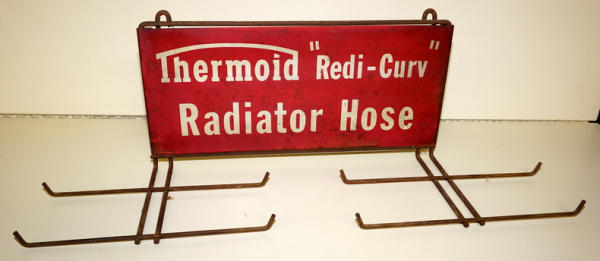 Thermoid "Redi-Curv"
Radiator Hose